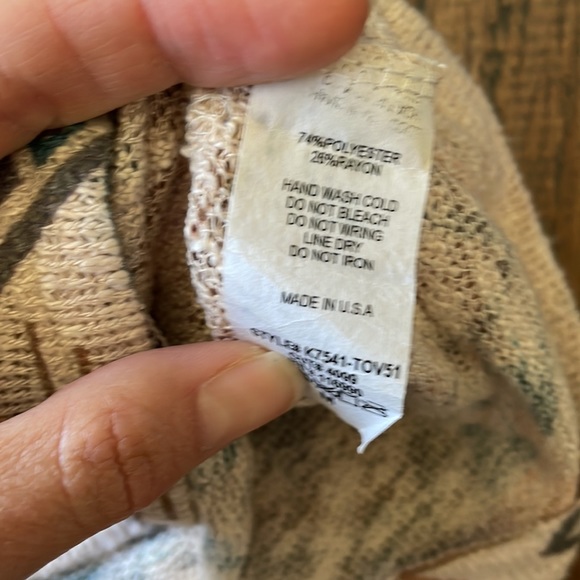 74%POLYESTER
26%RAYON
HAND WASH COLD
DO NOT BLEACH
DO NOT WRING
LINE DRY
DO NOT IRON
MADE IN U.S.A
STYLE# K7541-TOV51